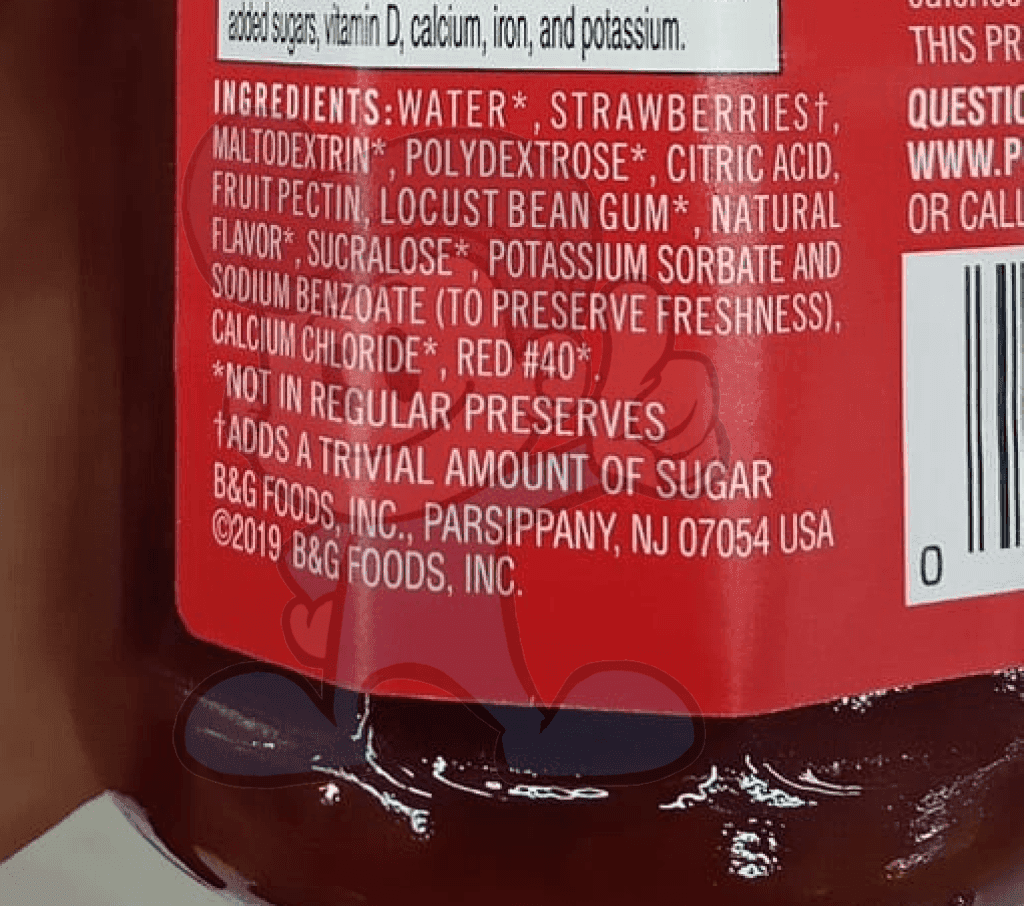 added sugars, vitamin D, calcium, iron, and potassium.
INGREDIENTS: WATER*, STRAWBERRIES†,
MALTODEXTRIN*, POLYDEXTROSE*, CITRIC ACID,
FRUIT PECTIN, LOCUST BEAN GUM*, NATURAL
FLAVOR*, SUCRALOSE*, POTASSIUM SORBATE AND
SODIUM BENZOATE (TO PRESERVE FRESHNESS),
CALCIUM CHLORIDE*, RED #40*.
*NOT IN REGULAR PRESERVES
†ADDS A TRIVIAL AMOUNT OF SUGAR
B&G FOODS, INC., PARSIPPANY, NJ 07054 USA
©2019 B&G FOODS, INC.
THIS PR
QUESTIO
WWW.P
OR CALL
0